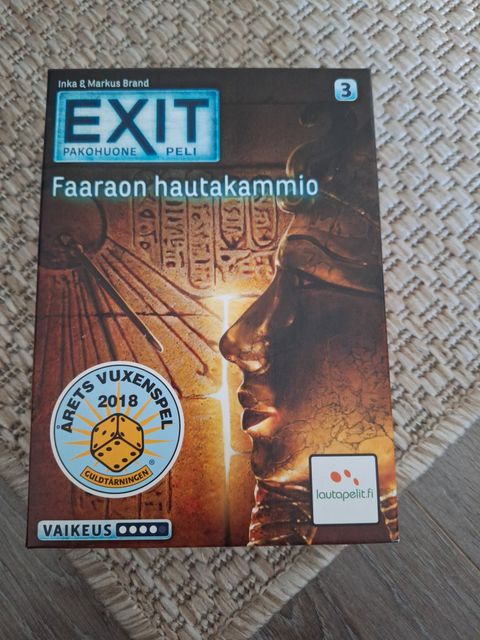 Inka & Markus Brand
3
EXIT
PAKOHUONE PELI
Faaraon hautakammio
ÅRETS VUXENSPEL
2018
GULDTÄRNINGEN
lautapelit.fi
VAIKEUS